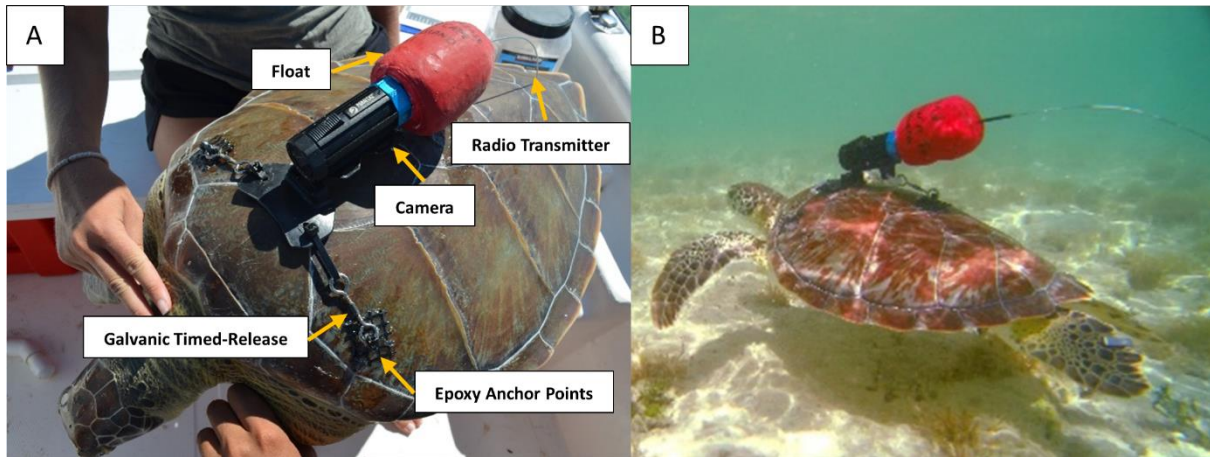 A
B
Float
Radio Transmitter
Camera
Galvanic Timed-Release
Epoxy Anchor Points